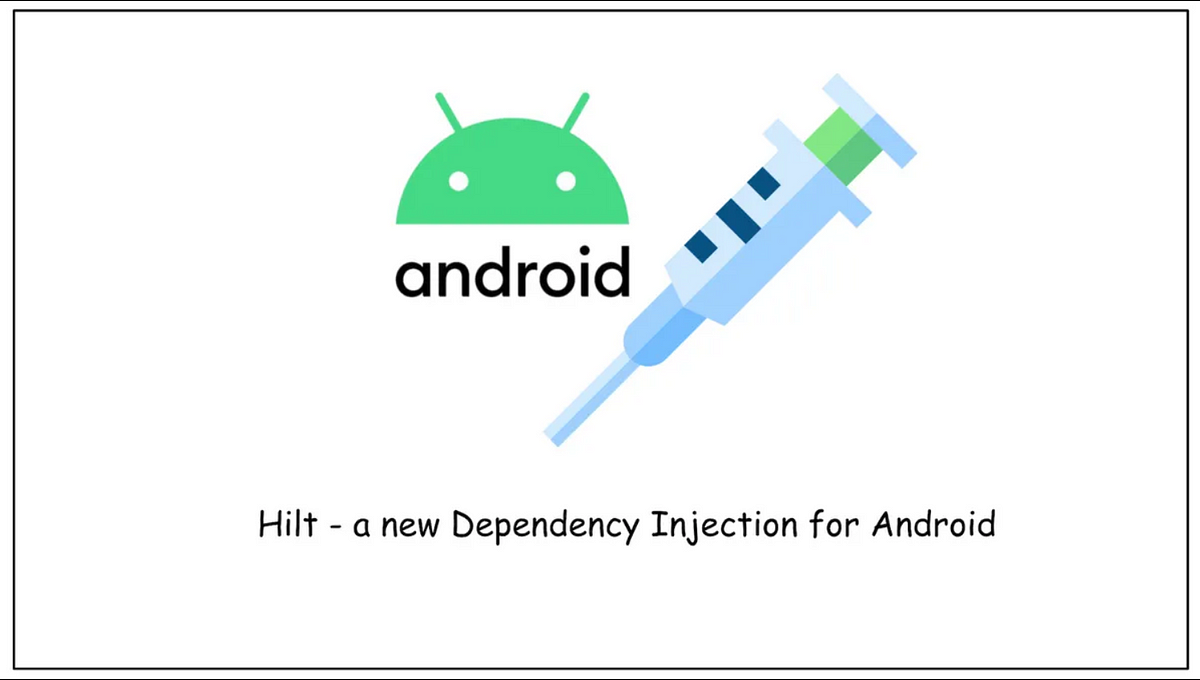 android
Hilt - a new Dependency Injection for Android